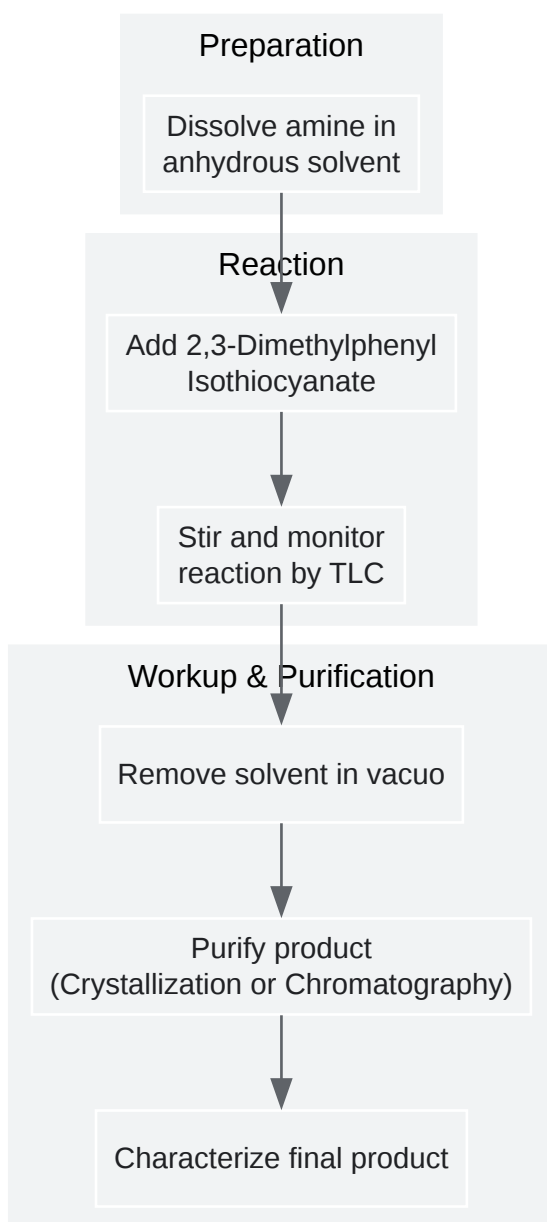 Preparation
Dissolve amine in
anhydrous solvent
Reaction
Add 2,3-Dimethylphenyl
Isothiocyanate
Stir and monitor
reaction by TLC
Workup & Purification
Remove solvent in vacuo
Purify product
(Crystallization or Chromatography)
Characterize final product